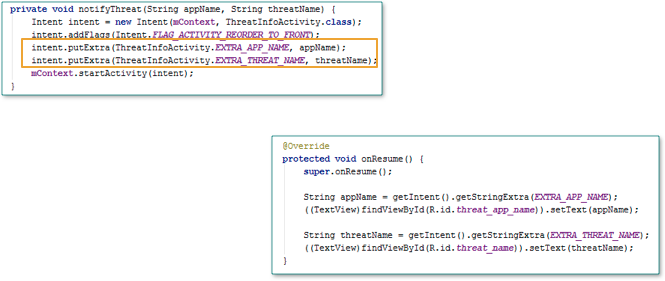 private void notifyThreat(String appName, String threatName) {
    Intent intent = new Intent(mContext, ThreatInfoActivity.class);
    intent.addFlags(Intent.FLAG_ACTIVITY_REORDER_TO_FRONT);
    intent.putExtra(ThreatInfoActivity.EXTRA_APP_NAME, appName);
    intent.putExtra(ThreatInfoActivity.EXTRA_THREAT_NAME, threatName);
    mContext.startActivity(intent);
}
@Override
protected void onResume() {
    super.onResume();
    String appName = getIntent().getStringExtra(EXTRA_APP_NAME);
    ((TextView)findViewById(R.id.threat_app_name)).setText(appName);
    String threatName = getIntent().getStringExtra(EXTRA_THREAT_NAME);
    ((TextView)findViewById(R.id.threat_name)).setText(threatName);
}